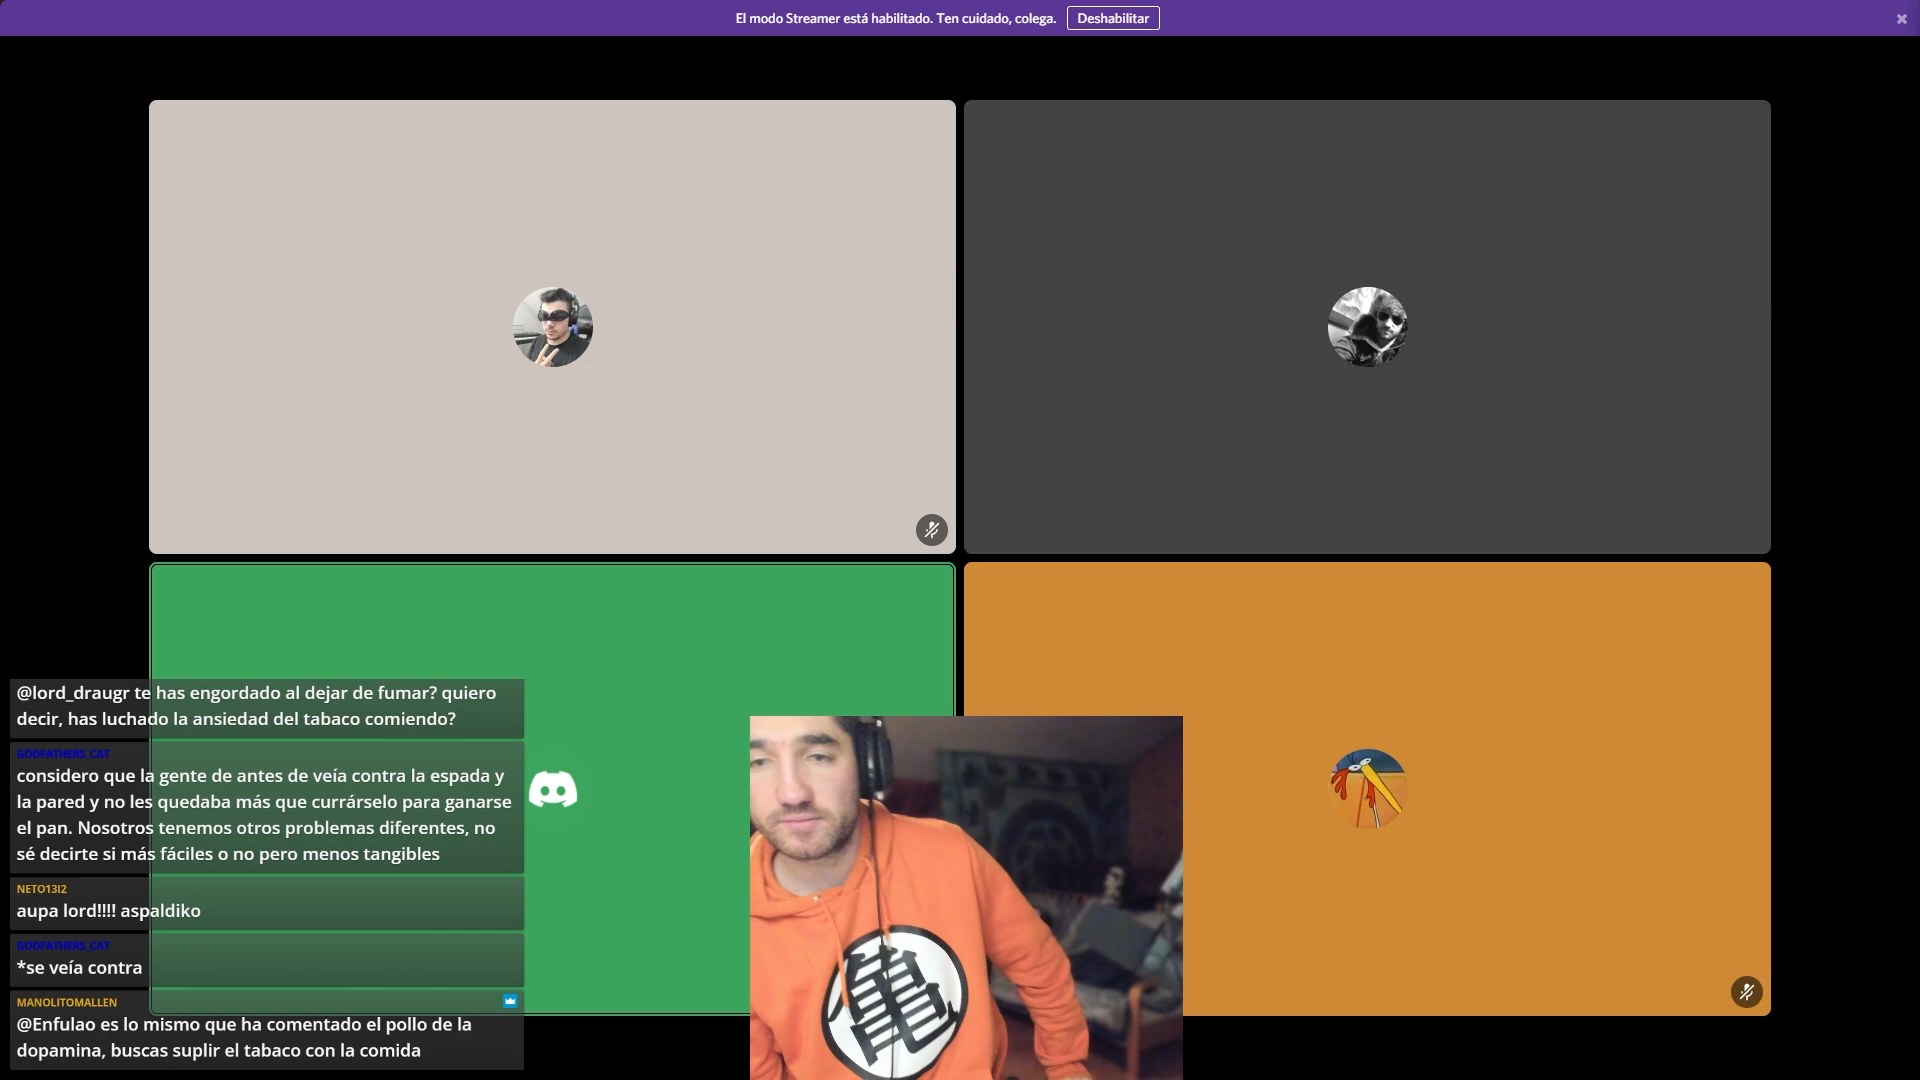 El modo Streamer está habilitado. Ten cuidado, colega. Deshabilitar
@lord_draugr te has engordado al dejar de fumar? quiero
decir, has luchado la ansiedad del tabaco comiendo?
GODFATHERS_CAT
considero que la gente de antes de veía contra la espada y
la pared y no les quedaba más que currárselo para ganarse
el pan. Nosotros tenemos otros problemas diferentes, no
sé decirte si más fáciles o no pero menos tangibles
NETO13I2
aupa lord!!!! aspaldiko
GODFATHERS_CAT
*se veía contra
MANOLITOMALLEN
@Enfulao es lo mismo que ha comentado el pollo de la
dopamina, buscas suplir el tabaco con la comida
亀